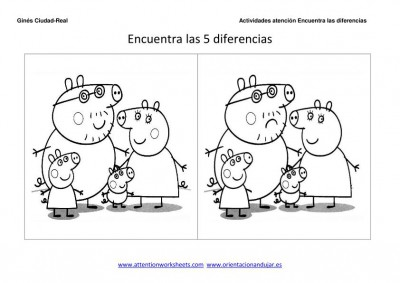 Ginés Ciudad-Real
Actividades atención Encuentra las diferencias
Encuentra las 5 diferencias
www.attentionworksheets.com www.orientacionandujar.es